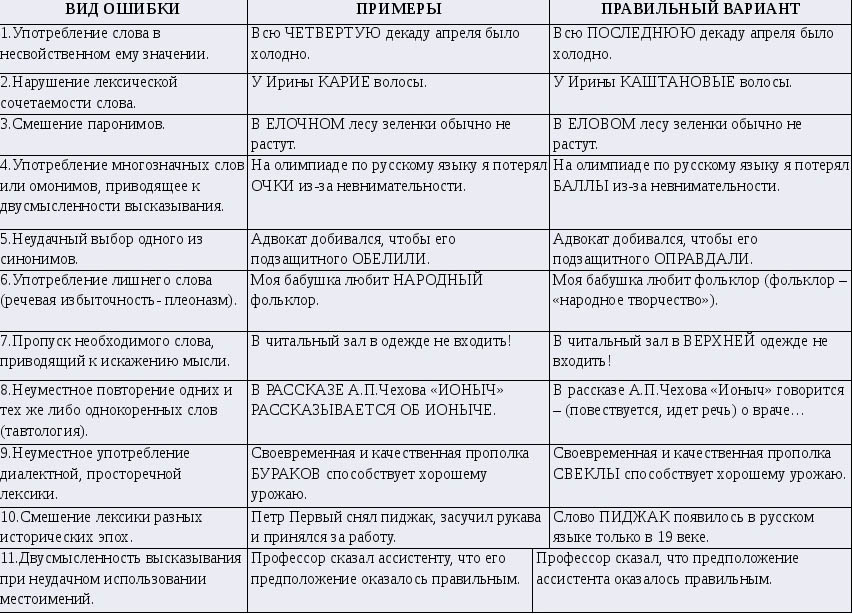 ВИД ОШИБКИ
ПРИМЕРЫ
ПРАВИЛЬНЫЙ ВАРИАНТ
1.Употребление слова в
несвойственном ему значении.
Всю ЧЕТВЕРТУЮ декаду апреля было
холодно.
Всю ПОСЛЕДНЮЮ декаду апреля было
холодно.
2.Нарушение лексической
сочетаемости слова.
У Ирины КАРИЕ волосы.
У Ирины КАШТАНОВЫЕ волосы.
3.Смешение паронимов.
В ЕЛОЧНОМ лесу зеленки обычно не
растут.
В ЕЛОВОМ лесу зеленки обычно не
растут.
4.Употребление многозначных слов
или омонимов, приводящее к
двусмысленности высказывания.
На олимпиаде по русскому языку я потерял
ОЧКИ из-за невнимательности.
На олимпиаде по русскому языку я потерял
БАЛЛЫ из-за невнимательности.
5.Неудачный выбор одного из
синонимов.
Адвокат добивался, чтобы его
подзащитного ОБЕЛИЛИ.
Адвокат добивался, чтобы его
подзащитного ОПРАВДАЛИ.
6.Употребление лишнего слова
(речевая избыточность- плеоназм).
Моя бабушка любит НАРОДНЫЙ
фольклор.
Моя бабушка любит фольклор (фольклор –
«народное творчество»).
7.Пропуск необходимого слова,
приводящий к искажению мысли.
В читальный зал в одежде не входить!
В читальный зал в ВЕРХНЕЙ одежде не
входить!
8.Неуместное повторение одних и
тех же либо однокоренных слов
(тавтология).
В РАССКАЗЕ А.П.Чехова «ИОНЫЧ»
РАССКАЗЫВАЕТСЯ ОБ ИОНЫЧЕ.
В рассказе А.П.Чехова «Ионыч» говорится
– (повествуется, идет речь) о враче…
9.Неуместное употребление
диалектной, просторечной
лексики.
Своевременная и качественная прополка
БУРАКОВ способствует хорошему
урожаю.
Своевременная и качественная прополка
СВЕКЛЫ способствует хорошему урожаю.
10.Смешение лексики разных
исторических эпох.
Петр Первый снял пиджак, засучил рукава
и принялся за работу.
Слово ПИДЖАК появилось в русском
языке только в 19 веке.
11.Двусмысленность высказывания
при неудачном использовании
местоимений.
Профессор сказал ассистенту, что его
предположение оказалось правильным.
Профессор сказал, что предположение
ассистента оказалось правильным.